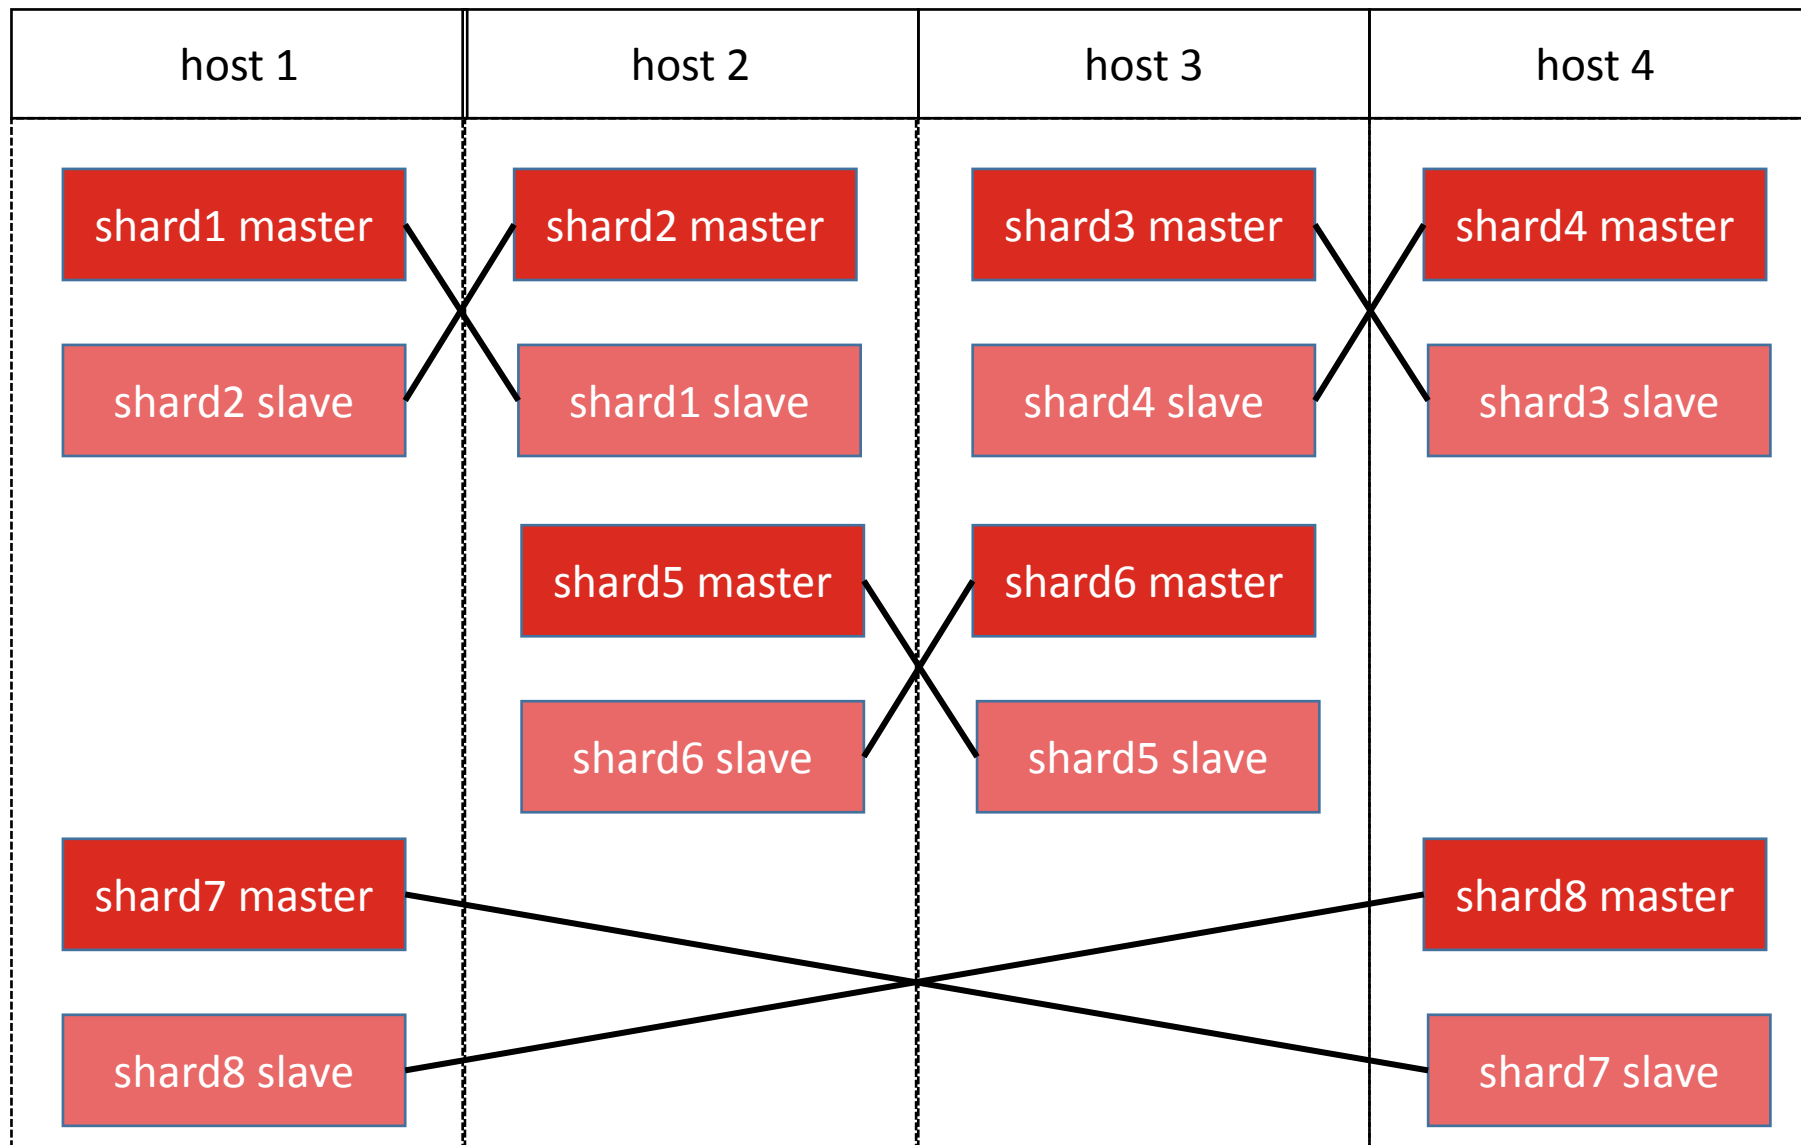 host 1
host 2
host 3
host 4
shard1 master
shard2 master
shard3 master
shard4 master
shard2 slave
shard1 slave
shard4 slave
shard3 slave
shard5 master
shard6 master
shard6 slave
shard5 slave
shard7 master
shard8 master
shard8 slave
shard7 slave